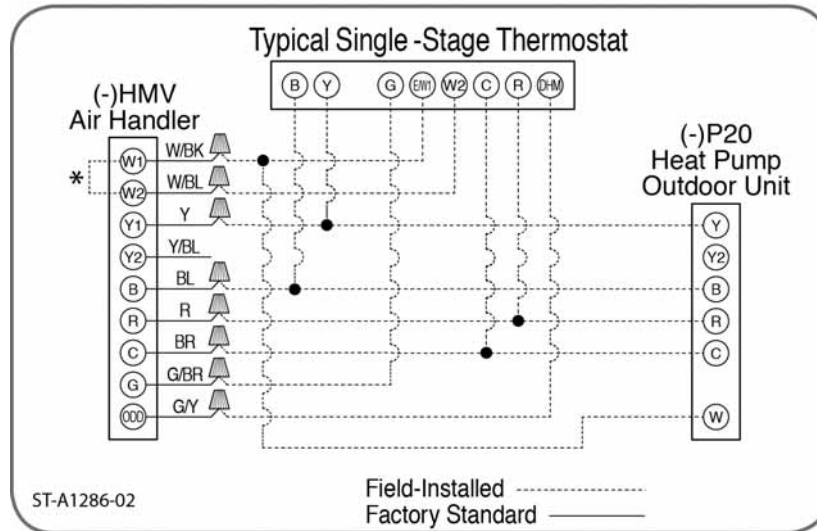 Typical Single -Stage Thermostat
B Y G E/W1 W2 C R DHM
(-)HMV
Air Handler
(-)P20
Heat Pump
Outdoor Unit
W1 W/BK
*
W2 W/BL
Y1 Y Y
Y2 Y/BL Y2
B BL B
R R R
C BR C
G G/BR
ODD G/Y W
Field-Installed
Factory Standard
ST-A1286-02